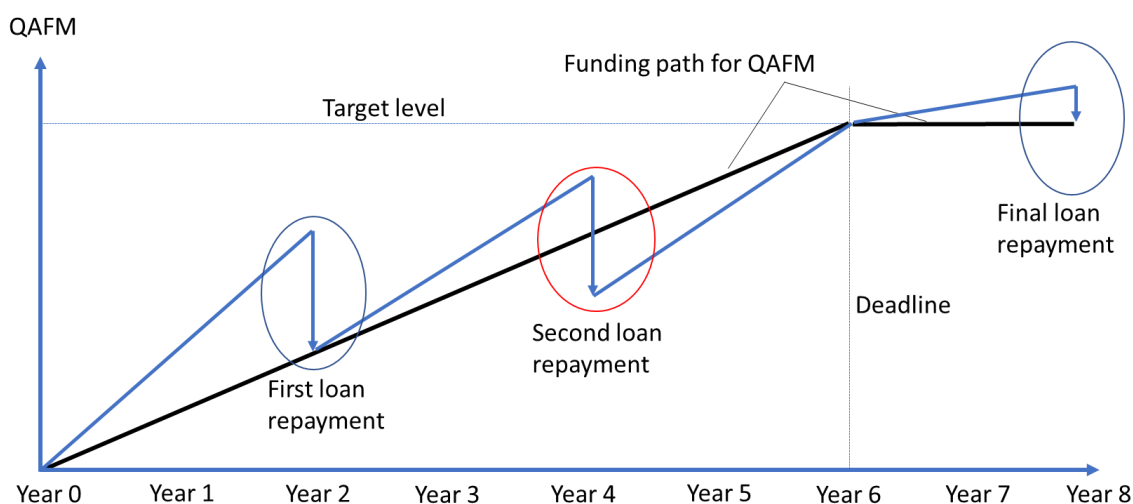 QAFM
Funding path for QAFM
Target level
Final loan
repayment
Deadline
Second loan
repayment
First loan
repayment
Year 0 Year 1 Year 2 Year 3 Year 4 Year 5 Year 6 Year 7 Year 8